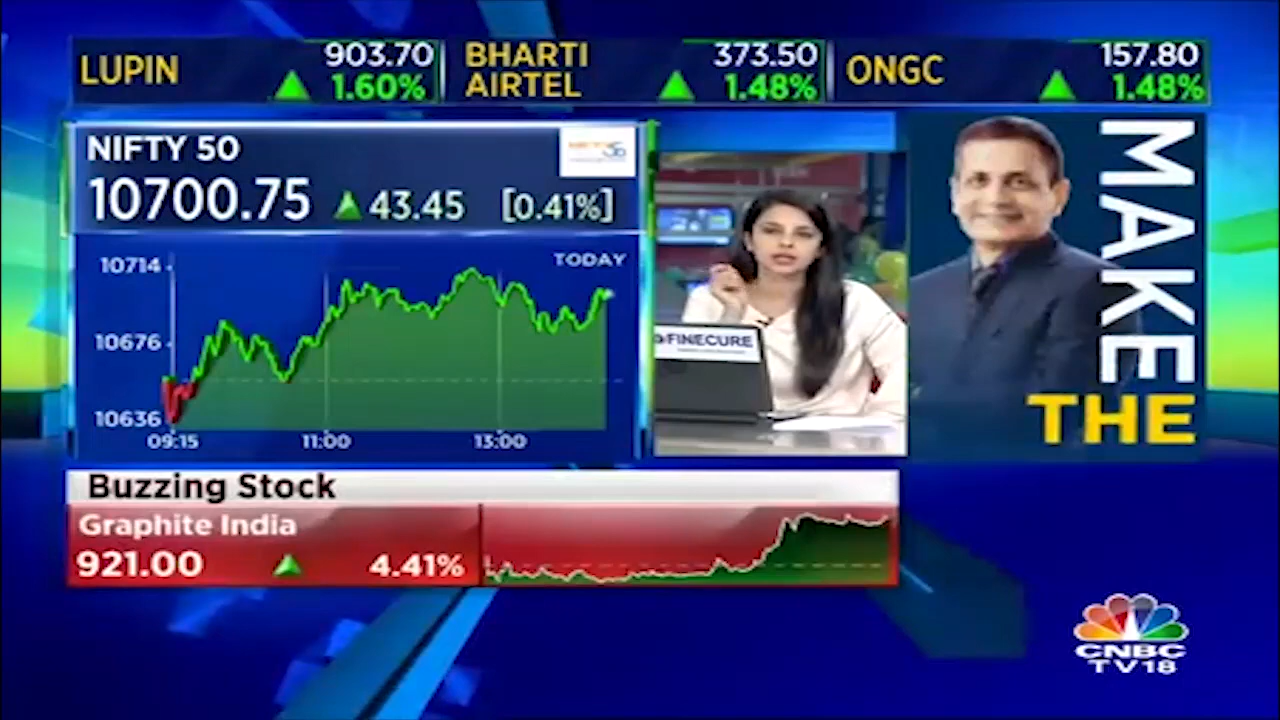 LUPIN
903.70
1.60%
BHARTI
AIRTEL
373.50
1.48%
ONGC
157.80
1.48%
NIFTY 50
10700.75 43.45 [0.41%]
TODAY
10714
10676
10636
09:15 11:00 13:00
FINECURE
MAKE
THE
Buzzing Stock
Graphite India
921.00 4.41%
CNBC
TV18